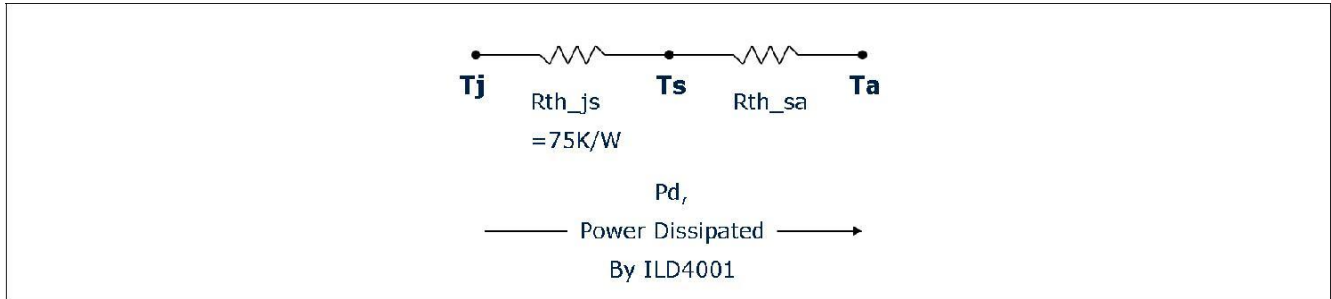 Tj Ts Ta
Rth_js Rth_sa
=75K/W
Pd,
Power Dissipated
By ILD4001